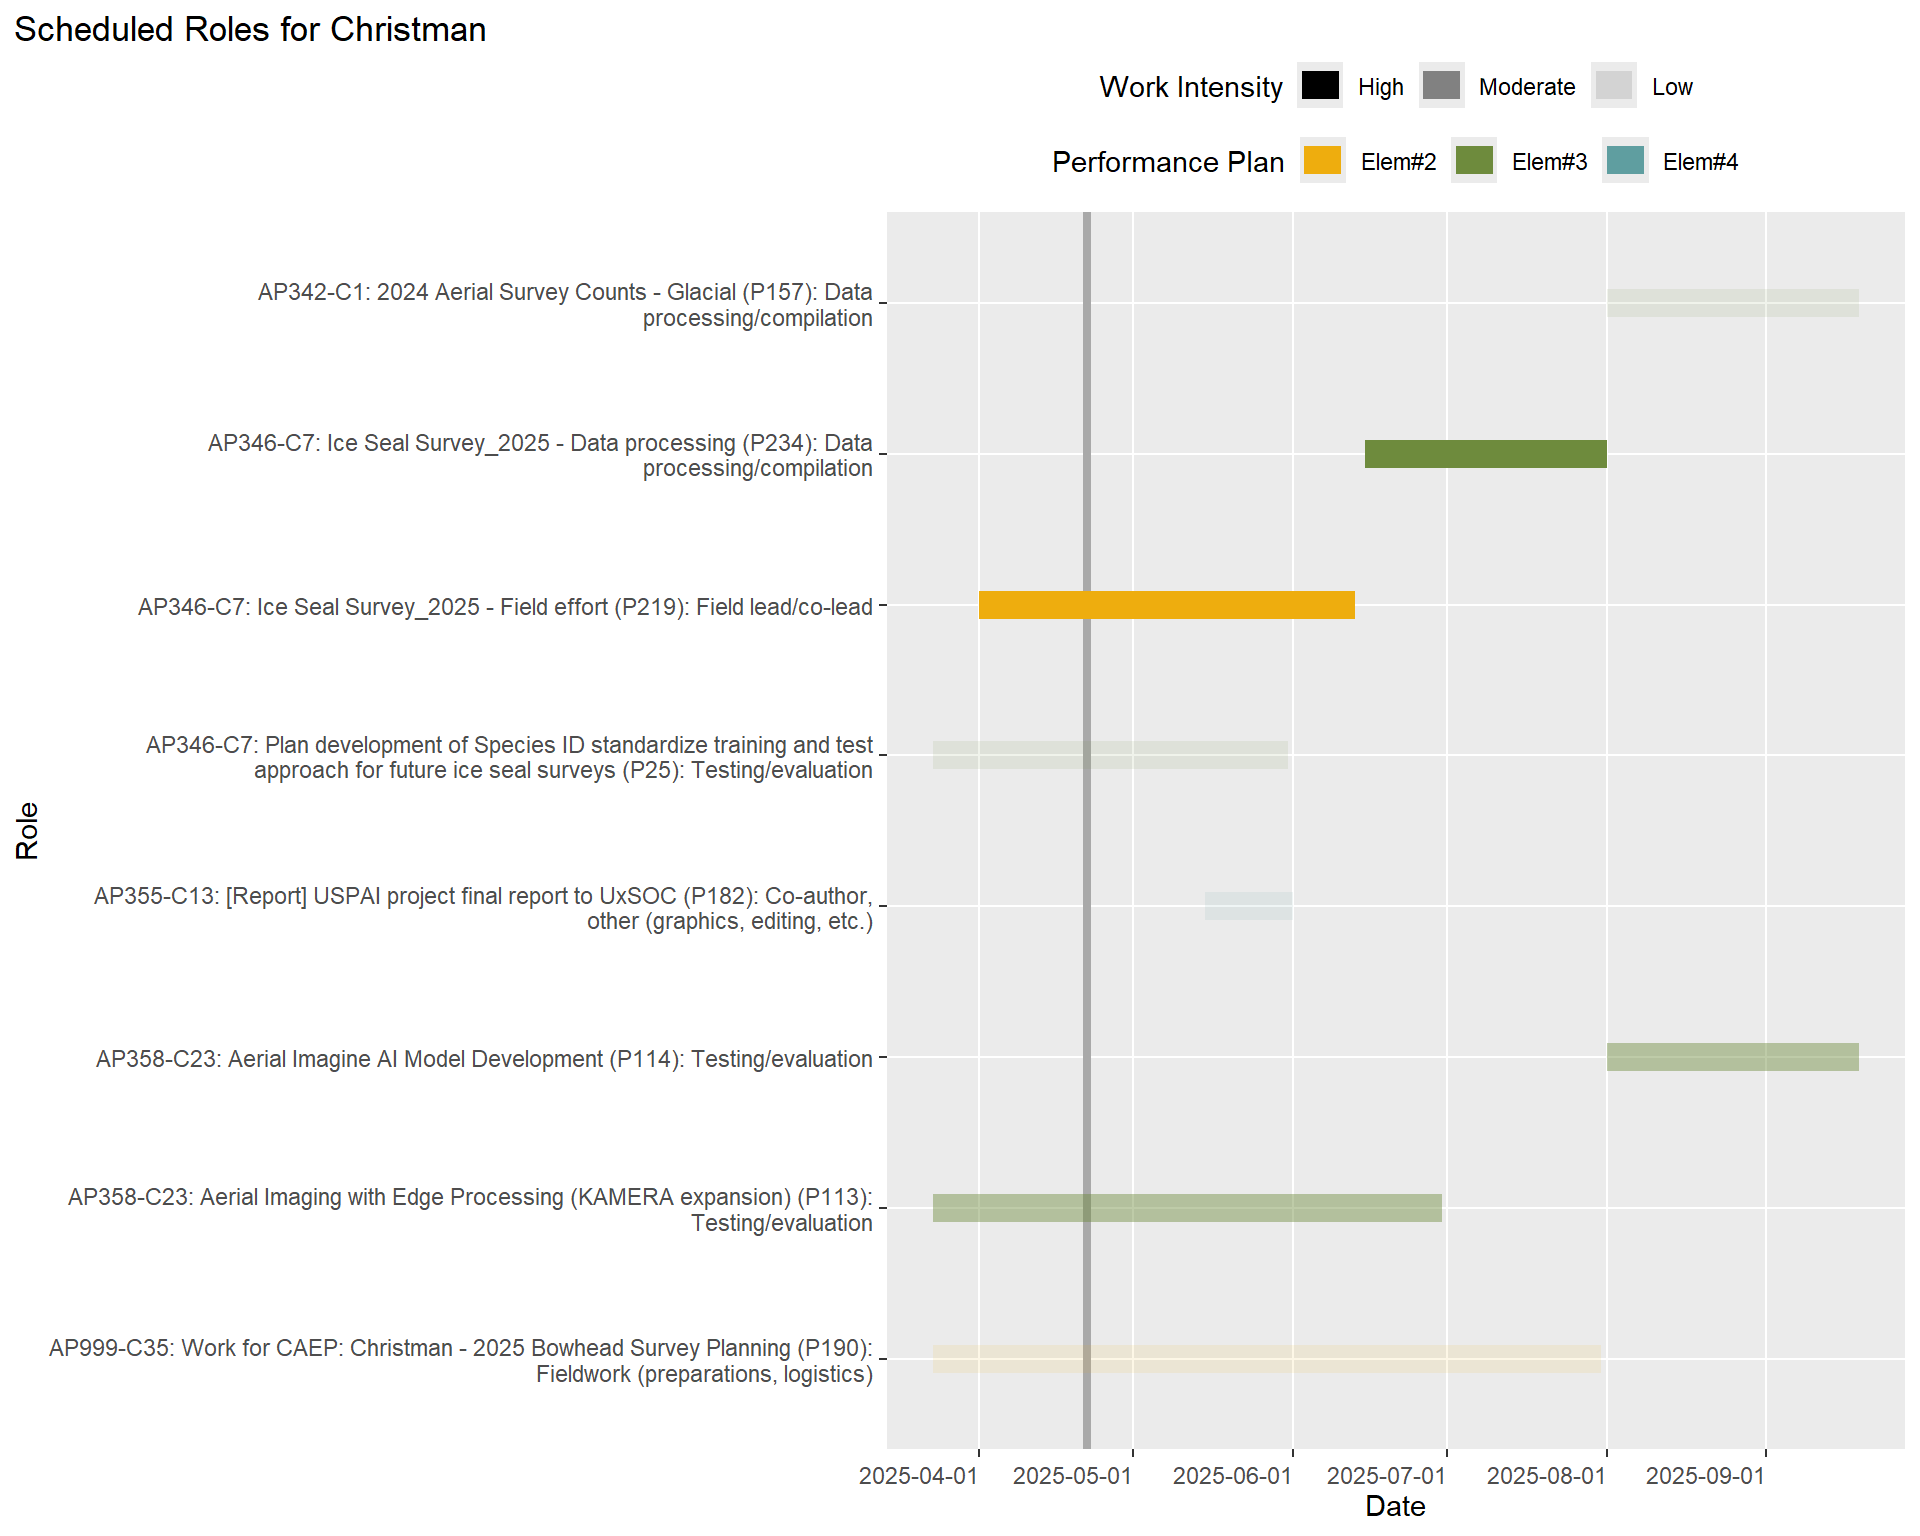 Scheduled Roles for Christman
Work Intensity High Moderate Low
Performance Plan Elem#2 Elem#3 Elem#4
AP342-C1: 2024 Aerial Survey Counts - Glacial (P157): Data
processing/compilation
AP346-C7: Ice Seal Survey_2025 - Data processing (P234): Data
processing/compilation
AP346-C7: Ice Seal Survey_2025 - Field effort (P219): Field lead/co-lead
AP346-C7: Plan development of Species ID standardize training and test
approach for future ice seal surveys (P25): Testing/evaluation
Role
AP355-C13: [Report] USPAI project final report to UxSOC (P182): Co-author,
other (graphics, editing, etc.)
AP358-C23: Aerial Imagine AI Model Development (P114): Testing/evaluation
AP358-C23: Aerial Imaging with Edge Processing (KAMERA expansion) (P113):
Testing/evaluation
AP999-C35: Work for CAEP: Christman - 2025 Bowhead Survey Planning (P190):
Fieldwork (preparations, logistics)
2025-04-01 2025-05-01 2025-06-01 2025-07-01 2025-08-01 2025-09-01
Date